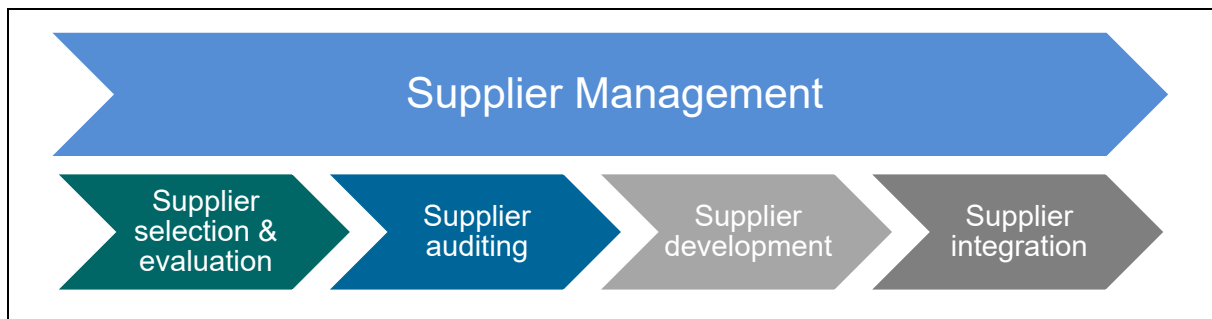 Supplier Management
Supplier
selection &
evaluation
Supplier
auditing
Supplier
development
Supplier
integration